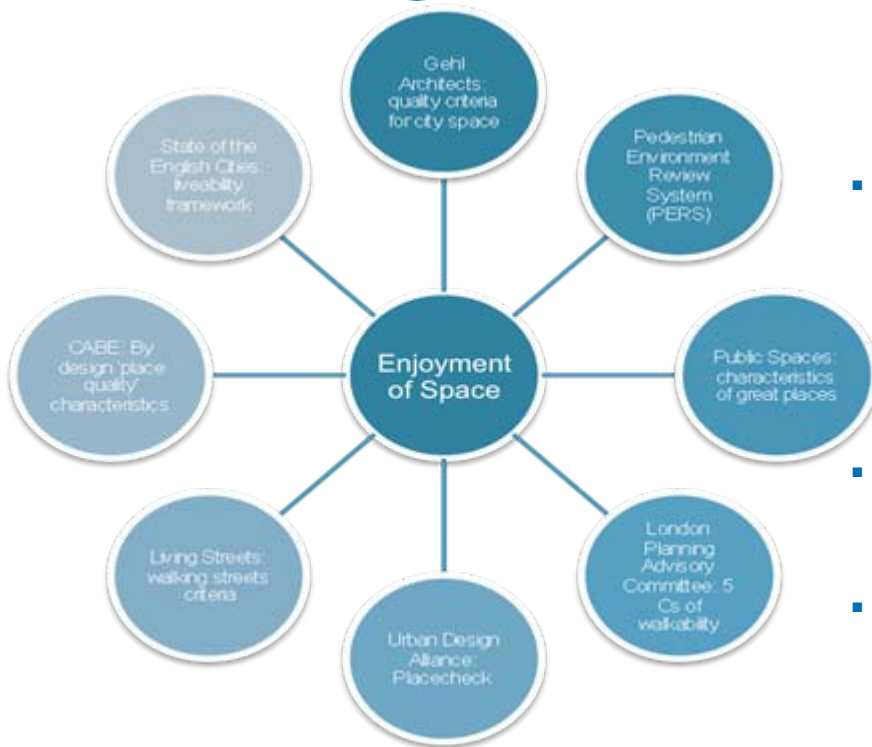 Gehl
Architects:
quality criteria
for city space
Pedestrian
Environment
Review
System
(PERS)
Public Spaces:
characteristics
of great places
London
Planning
Advisory
Committee: 5
Cs of
walkability
Urban Design
Alliance:
Placecheck
Living Streets:
walking streets
criteria
CABE: By
design 'place
quality'
characteristics
State of the
English Cities:
liveability
framework
Enjoyment
of Space